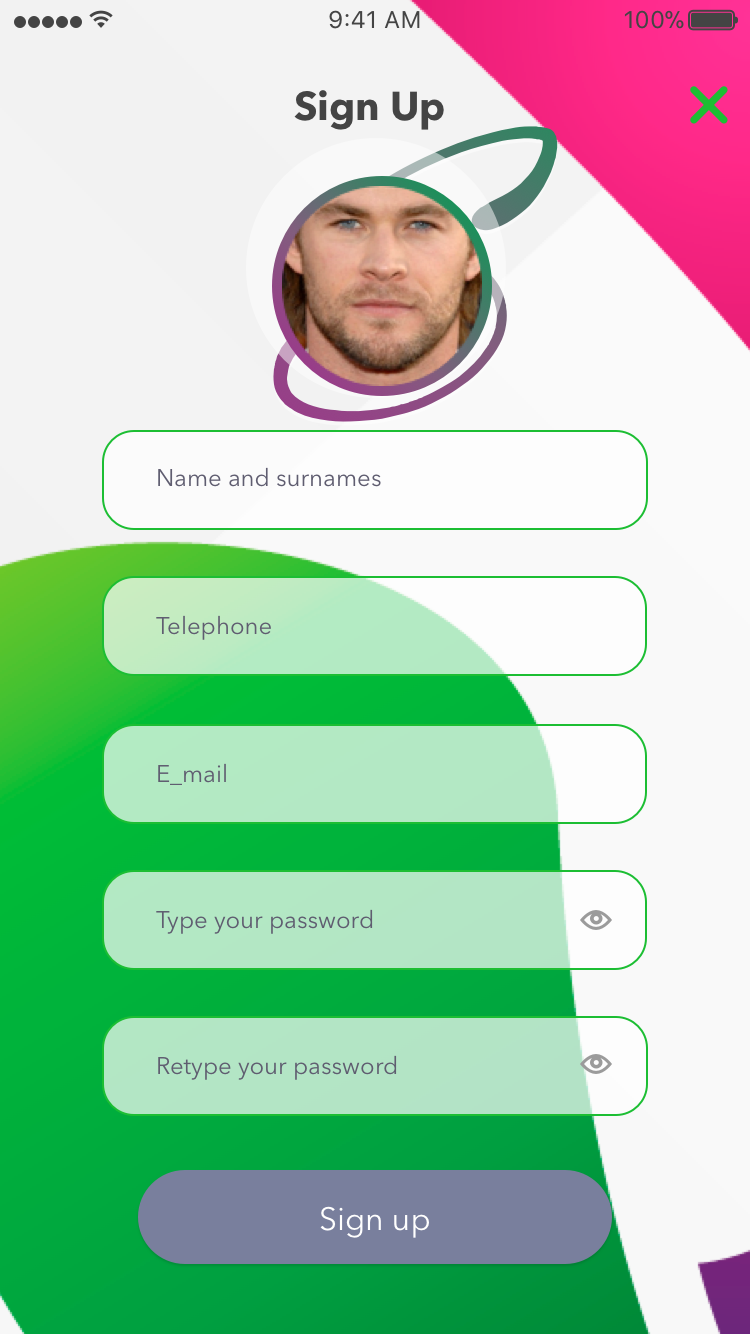 9:41 AM
100%
Sign Up
Name and surnames
Telephone
E_mail
Type your password
Retype your password
Sign up